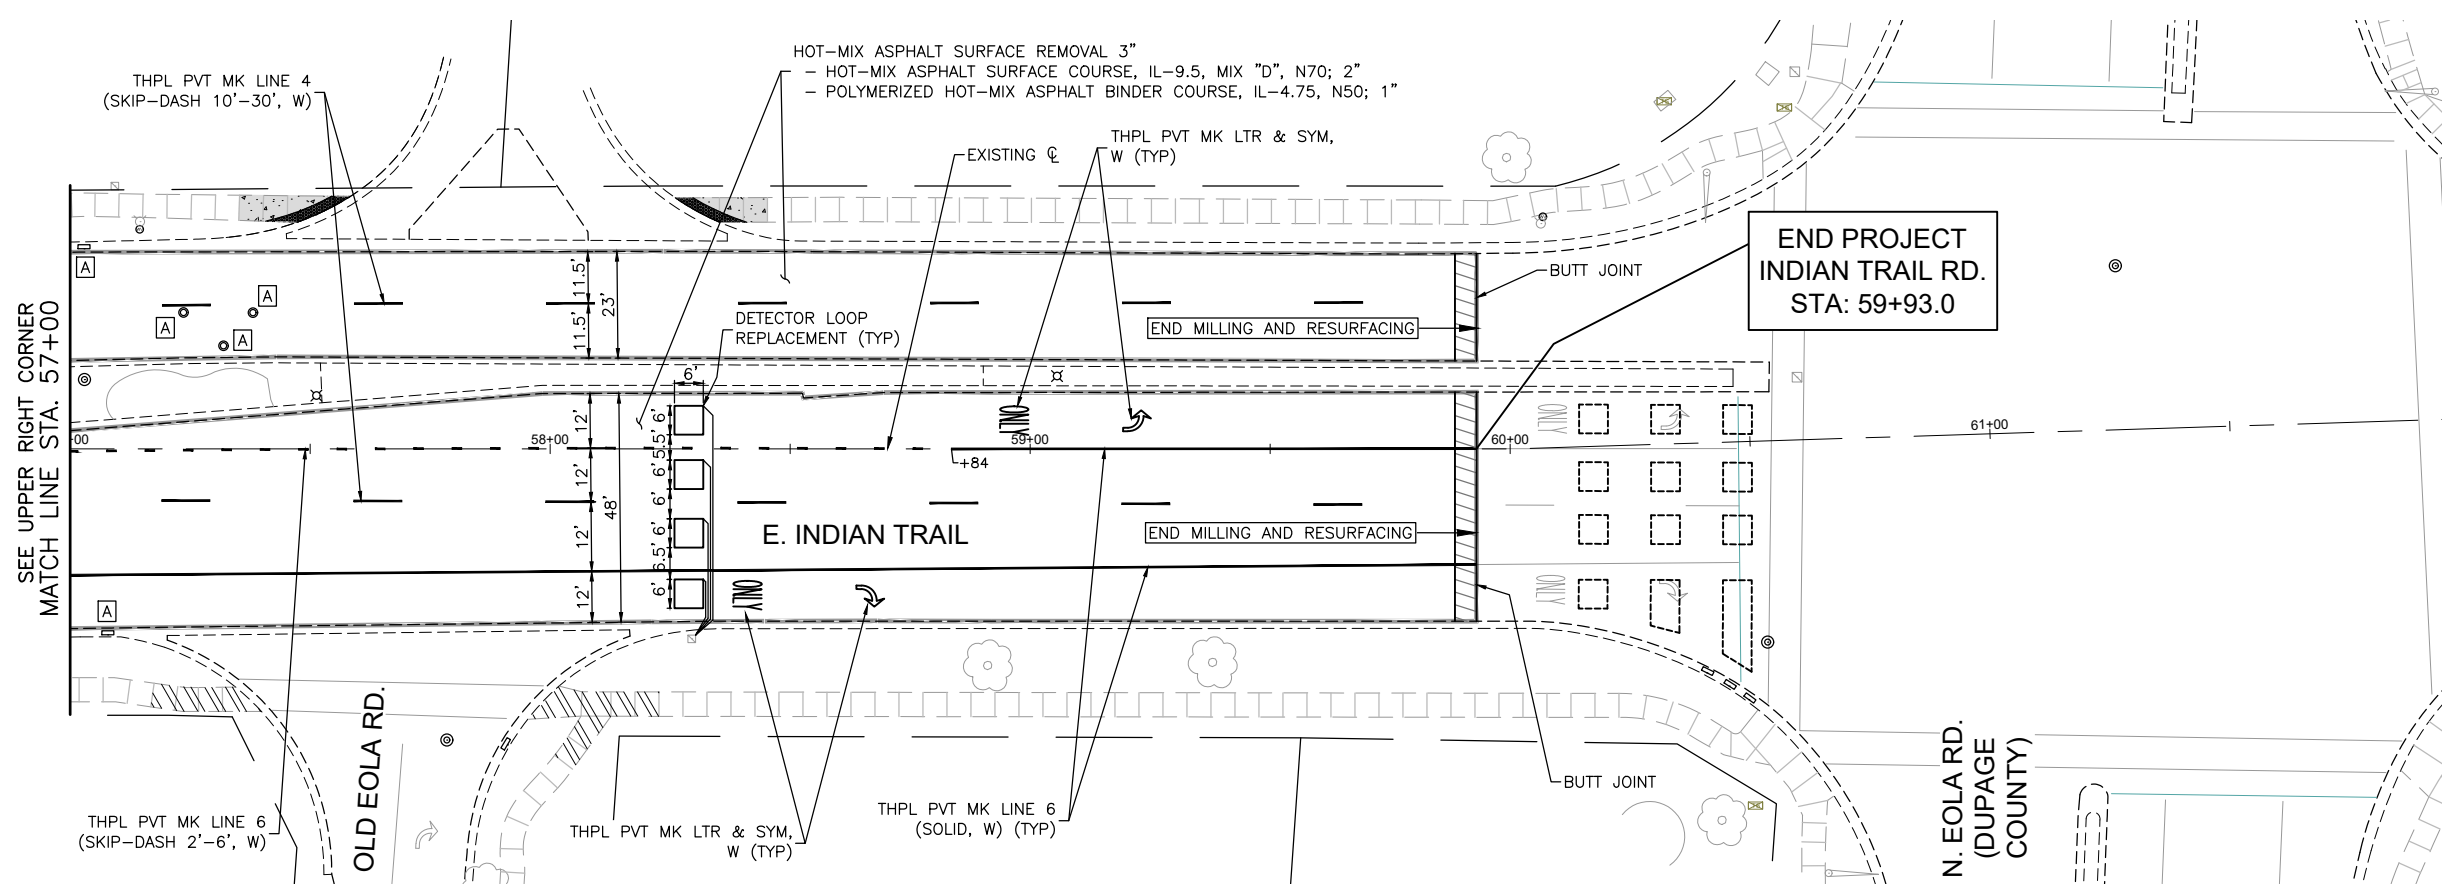 HOT-MIX ASPHALT SURFACE REMOVAL 3"
- HOT-MIX ASPHALT SURFACE COURSE, IL-9.5, MIX "D", N70; 2"
- POLYMERIZED HOT-MIX ASPHALT BINDER COURSE, IL-4.75, N50; 1"
THPL PVT MK LINE 4
(SKIP-DASH 10'-30', W)
THPL PVT MK LTR & SYM,
W (TYP)
EXISTING ℄
END PROJECT
INDIAN TRAIL RD.
STA: 59+93.0
BUTT JOINT
A
A
A
A
11.5'
11.5'
23'
DETECTOR LOOP
REPLACEMENT (TYP)
END MILLING AND RESURFACING
SEE UPPER RIGHT CORNER
MATCH LINE STA. 57+00
6'
ONLY
ONLY
00
58+00
59+00
60+00
61+00
+84
12'
12'
12'
12'
48'
6'
5.5'
6'
6'
6'
6.5'
6'
E. INDIAN TRAIL
END MILLING AND RESURFACING
ONLY
ONLY
A
OLD EOLA RD.
THPL PVT MK LINE 6
(SKIP-DASH 2'-6', W)
THPL PVT MK LTR & SYM,
W (TYP)
THPL PVT MK LINE 6
(SOLID, W) (TYP)
BUTT JOINT
N. EOLA RD.
(DUPAGE
COUNTY)